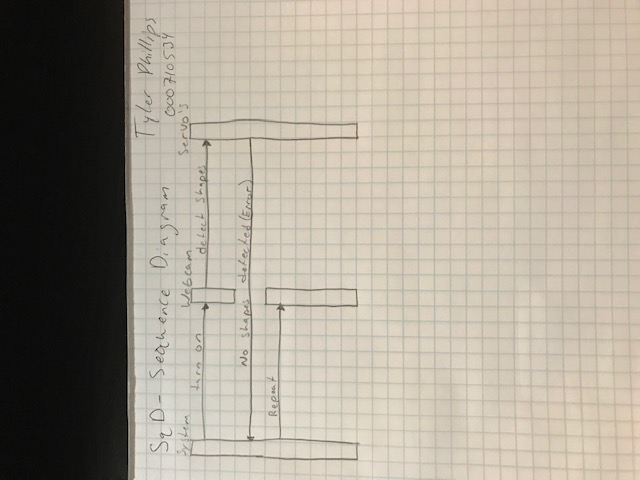 Tyler Phillips
SqD- Sequence Diagram
000710534
System
Webcam
Servo's
turn on
detect shapes
No shapes detected (Error)
Repeat